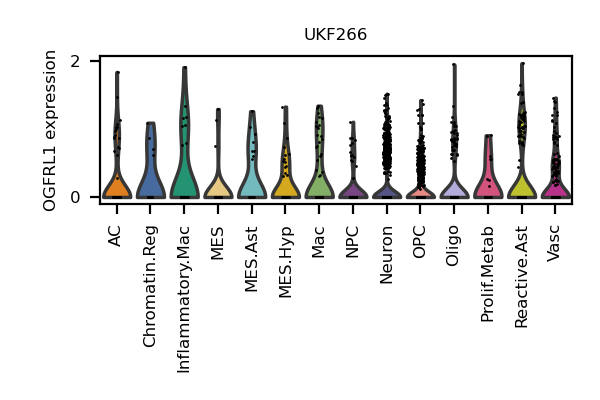 UKF266
OGFRL1 expression
2
0
AC
Chromatin.Reg
Inflammatory.Mac
MES
MES.Ast
MES.Hyp
Mac
NPC
Neuron
OPC
Oligo
Prolif.Metab
Reactive.Ast
Vasc